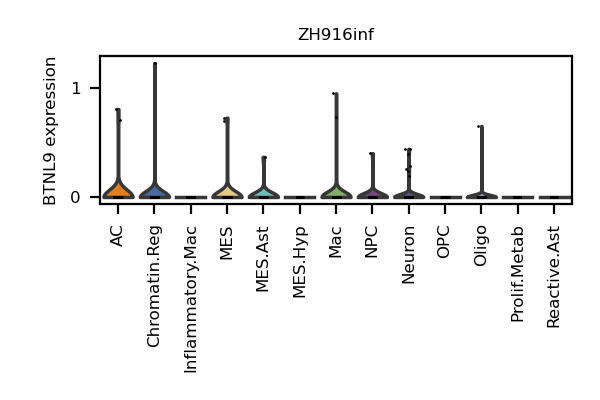 ZH916inf
BTNL9 expression
1
0
AC
Chromatin.Reg
Inflammatory.Mac
MES
MES.Ast
MES.Hyp
Mac
NPC
Neuron
OPC
Oligo
Prolif.Metab
Reactive.Ast